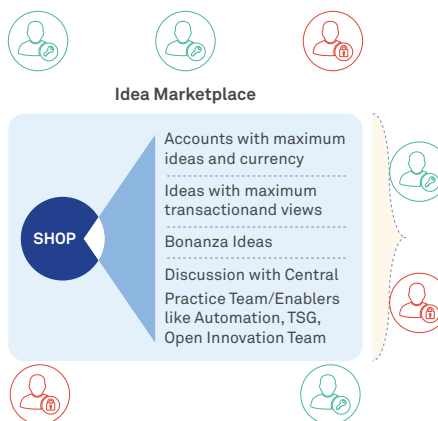 Idea Marketplace
SHOP
Accounts with maximum
ideas and currency
Ideas with maximum
transactionand views
Bonanza Ideas
Discussion with Central
Practice Team/Enablers
like Automation, TSG,
Open Innovation Team